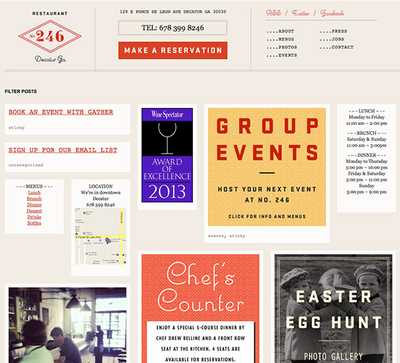 RESTAURANT
No. 246
Decatur Ga.
129 E PONCE DE LEON AVE DECATUR GA 30030
TEL: 678 399 8246
MAKE A RESERVATION
/ Twitter / Facebook
....ABOUT
....MENUS
....PHOTOS
....EVENTS
....PRESS
....JOBS
....CONTACT
FILTER POSTS
BOOK AN EVENT WITH GATHER
sticky
SIGN UP FOR OUR EMAIL LIST
uncategorized
---MENUS---
Lunch
Brunch
Dinner
Dessert
Drinks
Bottles
LOCATION
We're in downtown
Decatur
678 399 8246
Wine Spectator
AWARD
OF
EXCELLENCE
2013
GROUP
EVENTS
HOST YOUR NEXT EVENT
AT NO. 246
CLICK FOR INFO AND MENUS
events, sticky
---LUNCH---
Monday to Friday
11:00 am – 2:00 pm
---BRUNCH---
Saturday & Sunday
11:00 am – 3:00pm
---DINNER---
Monday to Thursday
5:00 pm – 10:00 pm
Friday & Saturday
5:00 pm – 11:00 pm
Sunday
5:00 pm – 9:00 pm
Chef's
Counter
ENJOY A SPECIAL 5-COURSE DINNER BY
CHEF DREW BELLINE AND A FRONT ROW
SEAT AT THE KITCHEN. 4 SEATS ARE
AVAILABLE FOR RESERVATIONS.
EASTER
EGG HUNT
PHOTO GALLERY